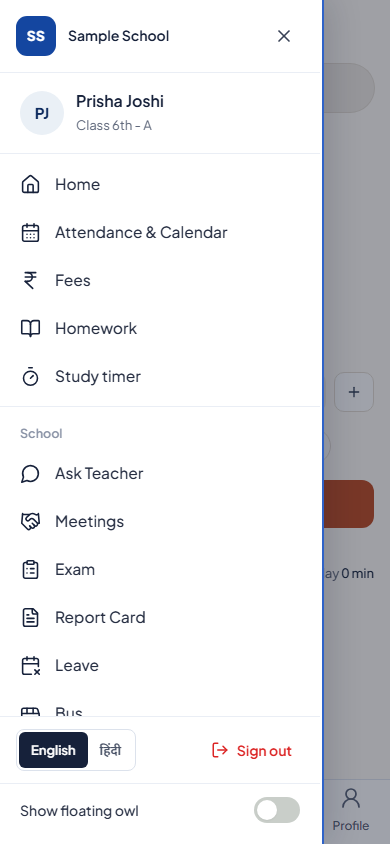 SS Sample School
PJ Prisha Joshi
Class 6th - A
Home
Attendance & Calendar
Fees
Homework
Study timer
School
Ask Teacher
Meetings
Exam
Report Card
Leave
Bus
ay 0 min
English हिंदी Sign out
Show floating owl
Profile